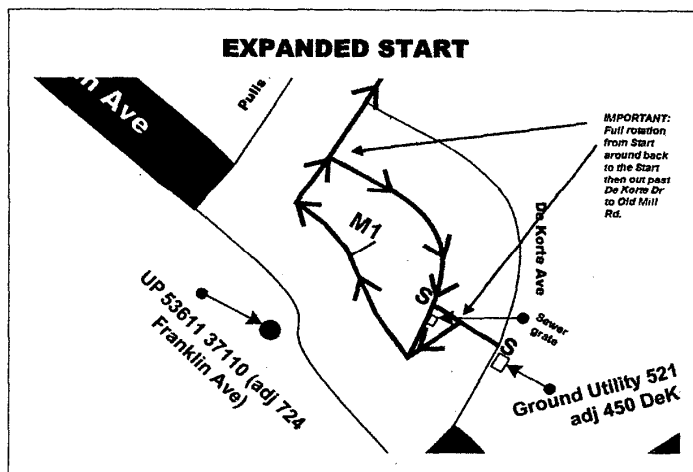 EXPANDED START
n Ave
Pulis
IMPORTANT:
Full rotation
from Start
around back
to the Start
then out past
De Korte Dr
to Old Mill
Rd.
De Korte Ave
M1
S
S
Sewer
grate
UP 53611 37110 (adj 724
Franklin Ave)
Ground Utility 521
adj 450 DeK